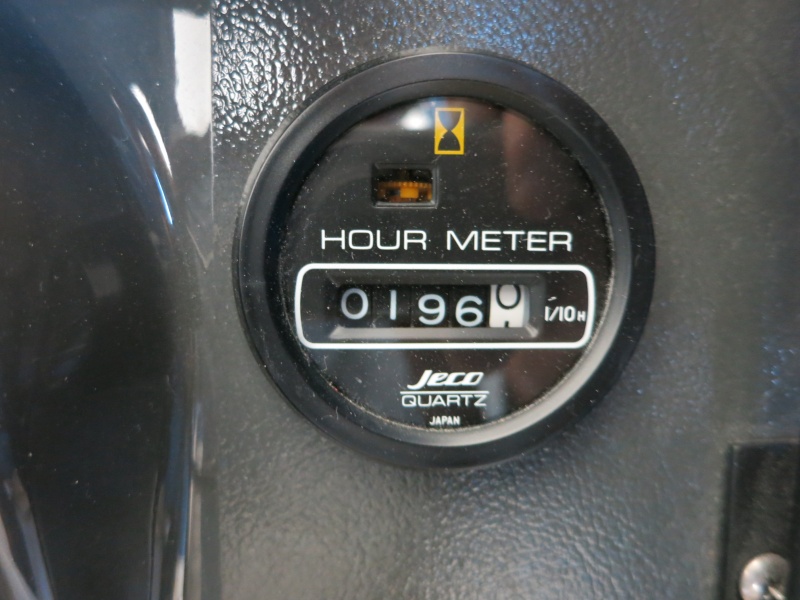 HOUR METER
01960 1/10H
Jeco
QUARTZ
JAPAN